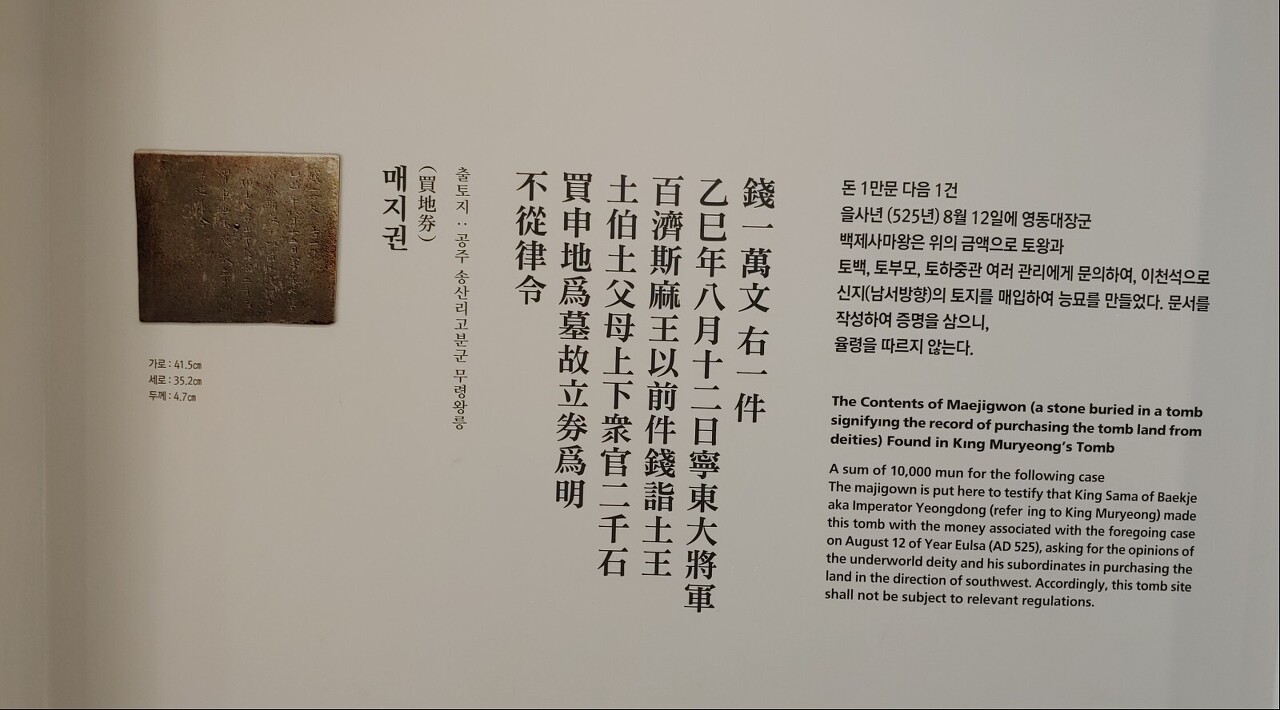 가로 : 41.5㎝
세로 : 35.2㎝
두께 : 4.7㎝
매지권
(買地券)
출토지 : 공주 송산리고분군 무령왕릉
錢一萬文 右一件
乙巳年八月十二日寧東大將軍
百濟斯麻王以前件錢詣土王
土伯土父母上下衆官二千石
買申地爲墓故立券爲明
不從律令
돈 1만문 다음 1건
을사년 (525년) 8월 12일에 영동대장군
백제사마왕은 위의 금액으로 토왕과
토백, 토부모, 토하중관 여러 관리에게 문의하여, 이천석으로
신지(남서방향)의 토지를 매입하여 능묘를 만들었다. 문서를
작성하여 증명을 삼으니,
율령을 따르지 않는다.
The Contents of Maejigwon (a stone buried in a tomb
signifying the record of purchasing the tomb land from
deities) Found in King Muryeong's Tomb
A sum of 10,000 mun for the following case
The majigown is put here to testify that King Sama of Baekje
aka Imperator Yeongdong (refer ing to King Muryeong) made
this tomb with the money associated with the foregoing case
on August 12 of Year Eulsa (AD 525), asking for the opinions of
the underworld deity and his subordinates in purchasing the
land in the direction of southwest. Accordingly, this tomb site
shall not be subject to relevant regulations.